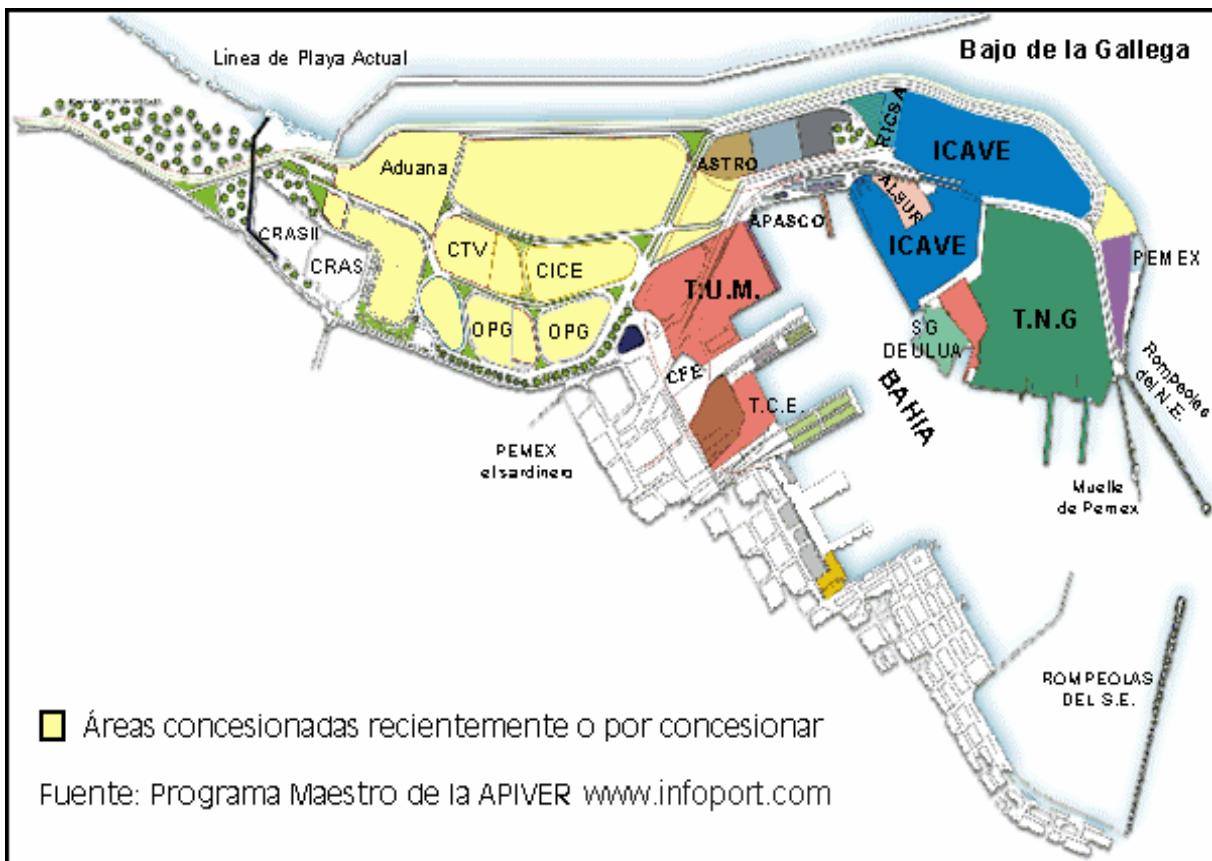 Linea de Playa Actual
Bajo de la Gallega
Aduana
ASTRO
RICSA
ICAVE
ALSUR
APASCO
ICAVE
CRASII
CRAS
CTV
CICE
T.U.M.
PEMEX
OPG
OPG
SG
DEULUA
T.N.G
CFE
T.C.E.
BAHIA
Rompeolas
del N.E.
PEMEX
el sardinero
Muelle
de Pemex
ROMPEOLAS
DEL S.E.
Áreas concesionadas recientemente o por concesionar
Fuente: Programa Maestro de la APIVER www.infoport.com